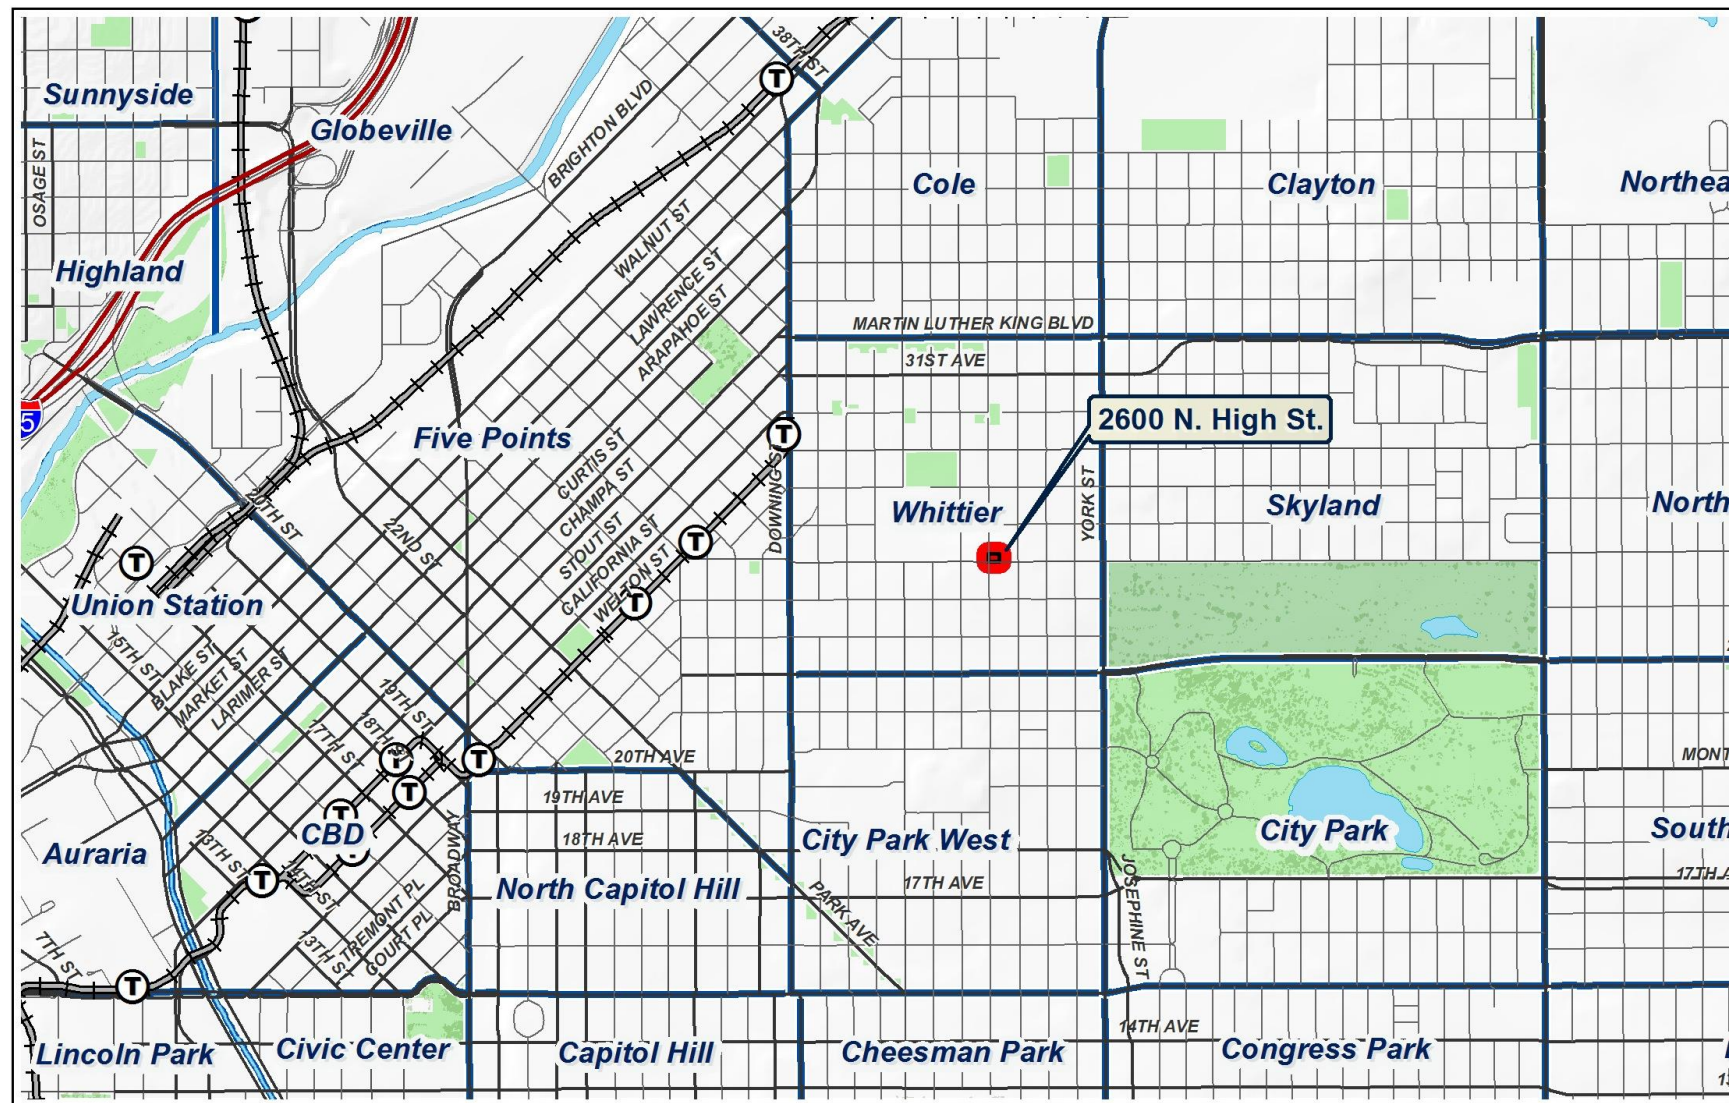 38TH ST
T
Sunnyside
Globeville
BRIGHTON BLVD
OSAGE ST
Cole
Clayton
Northea
WALNUT ST
Highland
LAWRENCE ST
ARAPAHOE ST
MARTIN LUTHER KING BLVD
31ST AVE
5
2600 N. High St.
Five Points
T
CURTIS ST
CHAMPA ST
DOWNING ST
YORK ST
Whittier
Skyland
North
20TH ST
22ND ST
STOUT ST
CALIFORNIA ST
WELTON ST
T
T
T
Union Station
15TH ST
BLAKE ST
MARKET ST
LARIMER ST
19TH ST
18TH ST
17TH ST
T
T
T
20TH AVE
MONT
19TH AVE
T
CBD
18TH AVE
City Park West
City Park
South
Auraria
13TH ST
T
14TH ST
BROADWAY
North Capitol Hill
17TH AVE
JOSEPHINE ST
17TH A
PARK AVE
TREMONT PL
COURT PL
13TH ST
7TH ST
T
14TH AVE
Lincoln Park
Civic Center
Capitol Hill
Cheesman Park
Congress Park